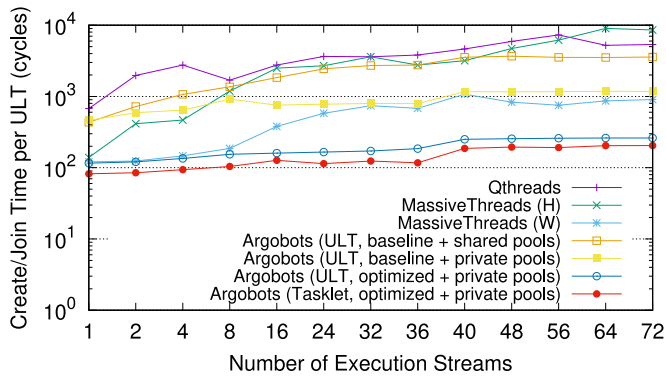 Create/Join Time per ULT (cycles)
10^4
10^3
10^2
10^1
10^0
Qthreads
MassiveThreads (H)
MassiveThreads (W)
Argobots (ULT, baseline + shared pools)
Argobots (ULT, baseline + private pools)
Argobots (ULT, optimized + private pools)
Argobots (Tasklet, optimized + private pools)
1 2 4 8 16 24 32 36 40 48 56 64 72
Number of Execution Streams